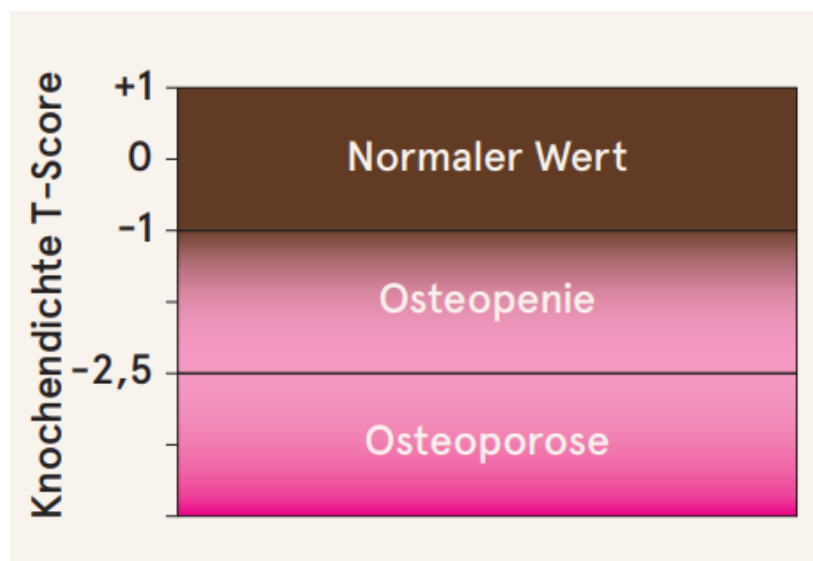 Knochendichte T-Score
+1
0
Normaler Wert
-1
Osteopenie
-2,5
Osteoporose